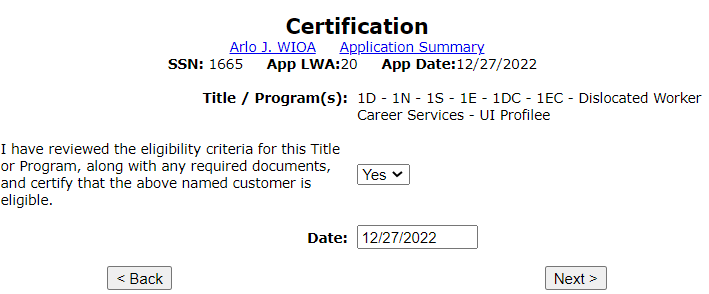 Certification
Arlo J. WIOA Application Summary
SSN: 1665 App LWA:20 App Date:12/27/2022
Title / Program(s): 1D - 1N - 1S - 1E - 1DC - 1EC - Dislocated Worker
Career Services - UI Profilee
I have reviewed the eligibility criteria for this Title
or Program, along with any required documents,
and certify that the above named customer is
eligible.
Yes
Date: 12/27/2022
< Back Next >